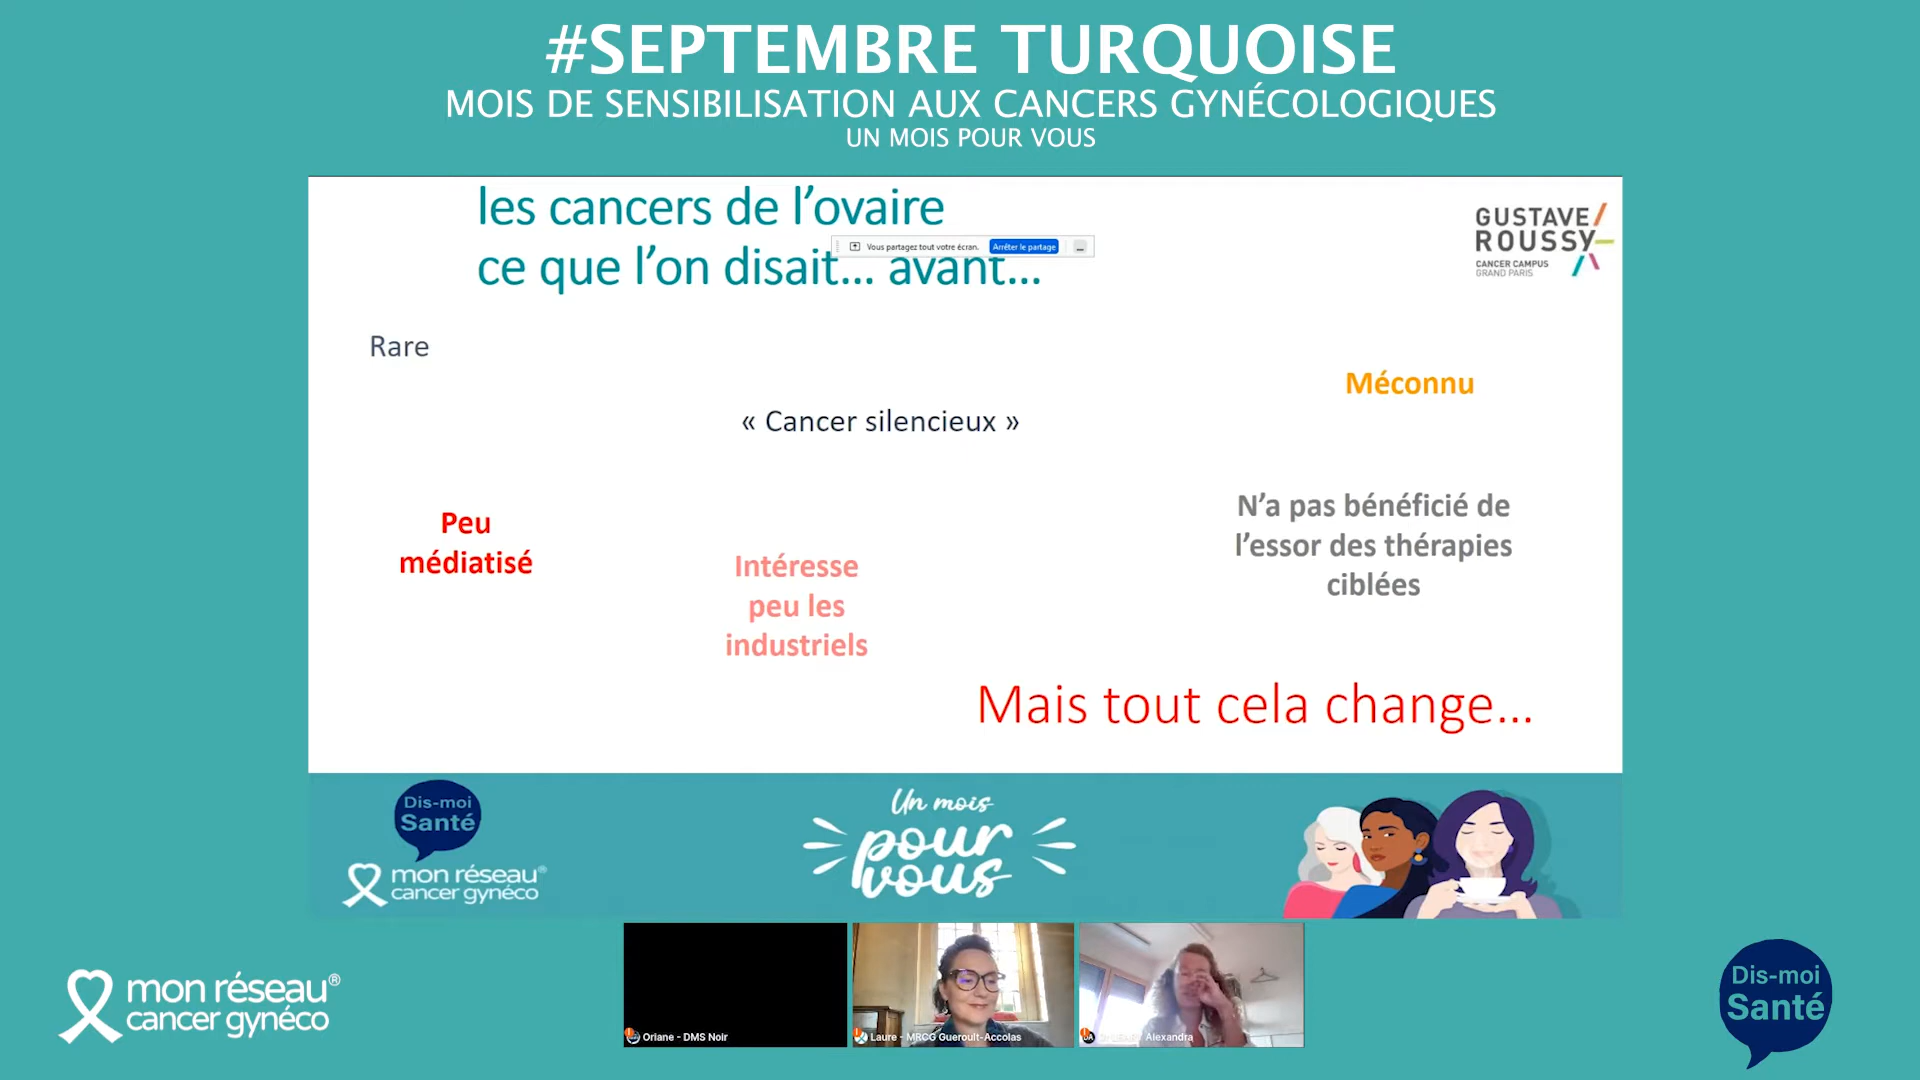 #SEPTEMBRE TURQUOISE
MOIS DE SENSIBILISATION AUX CANCERS GYNÉCOLOGIQUES
UN MOIS POUR VOUS
les cancers de l’ovaire
ce que l’on disait... avant...
Vous partagez tout votre écran. Arrêter le partage
GUSTAVE/
ROUSSY
CANCER CAMPUS
GRAND PARIS
Rare
Méconnu
« Cancer silencieux »
Peu
médiatisé
Intéresse
peu les
industriels
N’a pas bénéficié de
l’essor des thérapies
ciblées
Mais tout cela change...
Dis-moi
Santé
mon réseau®
cancer gynéco
Un mois
pour
vous
Oriane - DMS Noir
Laure - MRCG Gueroult-Accolas
DA
Alexandra
mon réseau®
cancer gynéco
Dis-moi
Santé